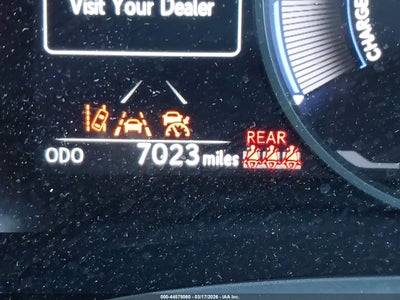 Visit Your Dealer
CHARGE
REAR
ODO 7023 miles
000-44579060 - 03/17/2026 - IAA Inc.